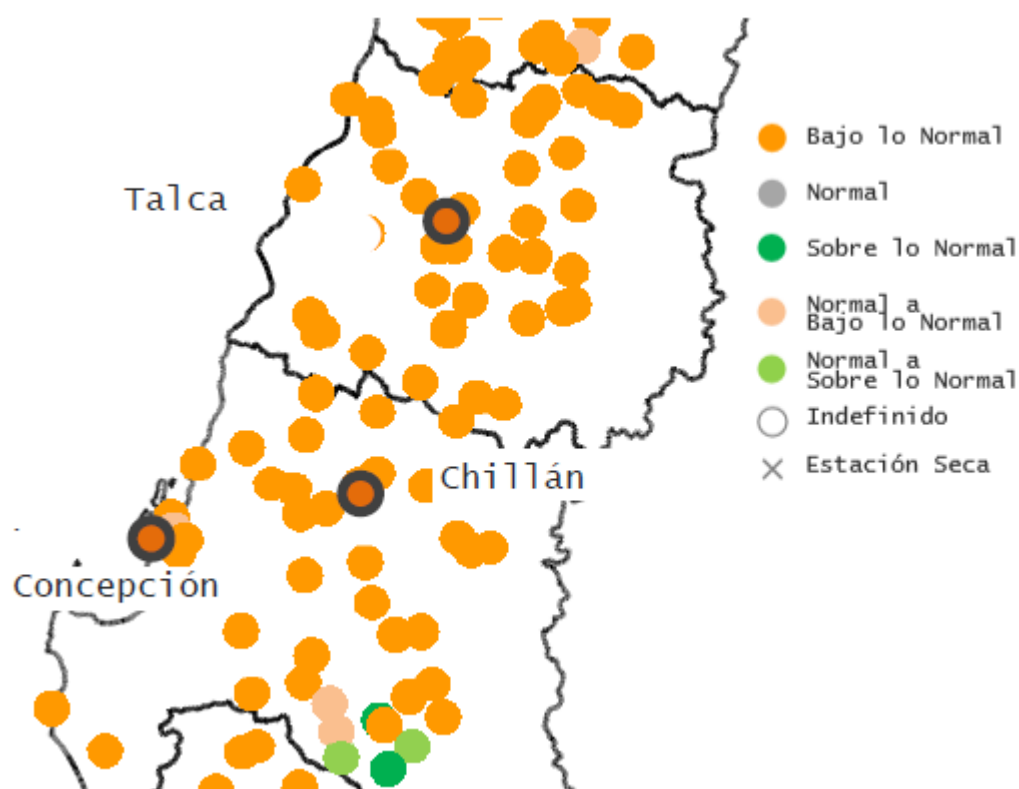 Talca
Chillán
Concepción
Bajo lo Normal
Normal
Sobre lo Normal
Normal a
Bajo lo Normal
Normal a
Sobre lo Normal
Indefinido
Estación Seca